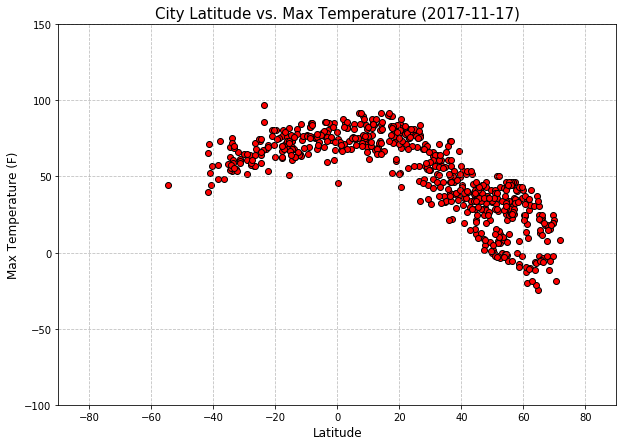 City Latitude vs. Max Temperature (2017-11-17)
150
100
50
0
−50
−100
Max Temperature (F)
−80 −60 −40 −20 0 20 40 60 80
Latitude